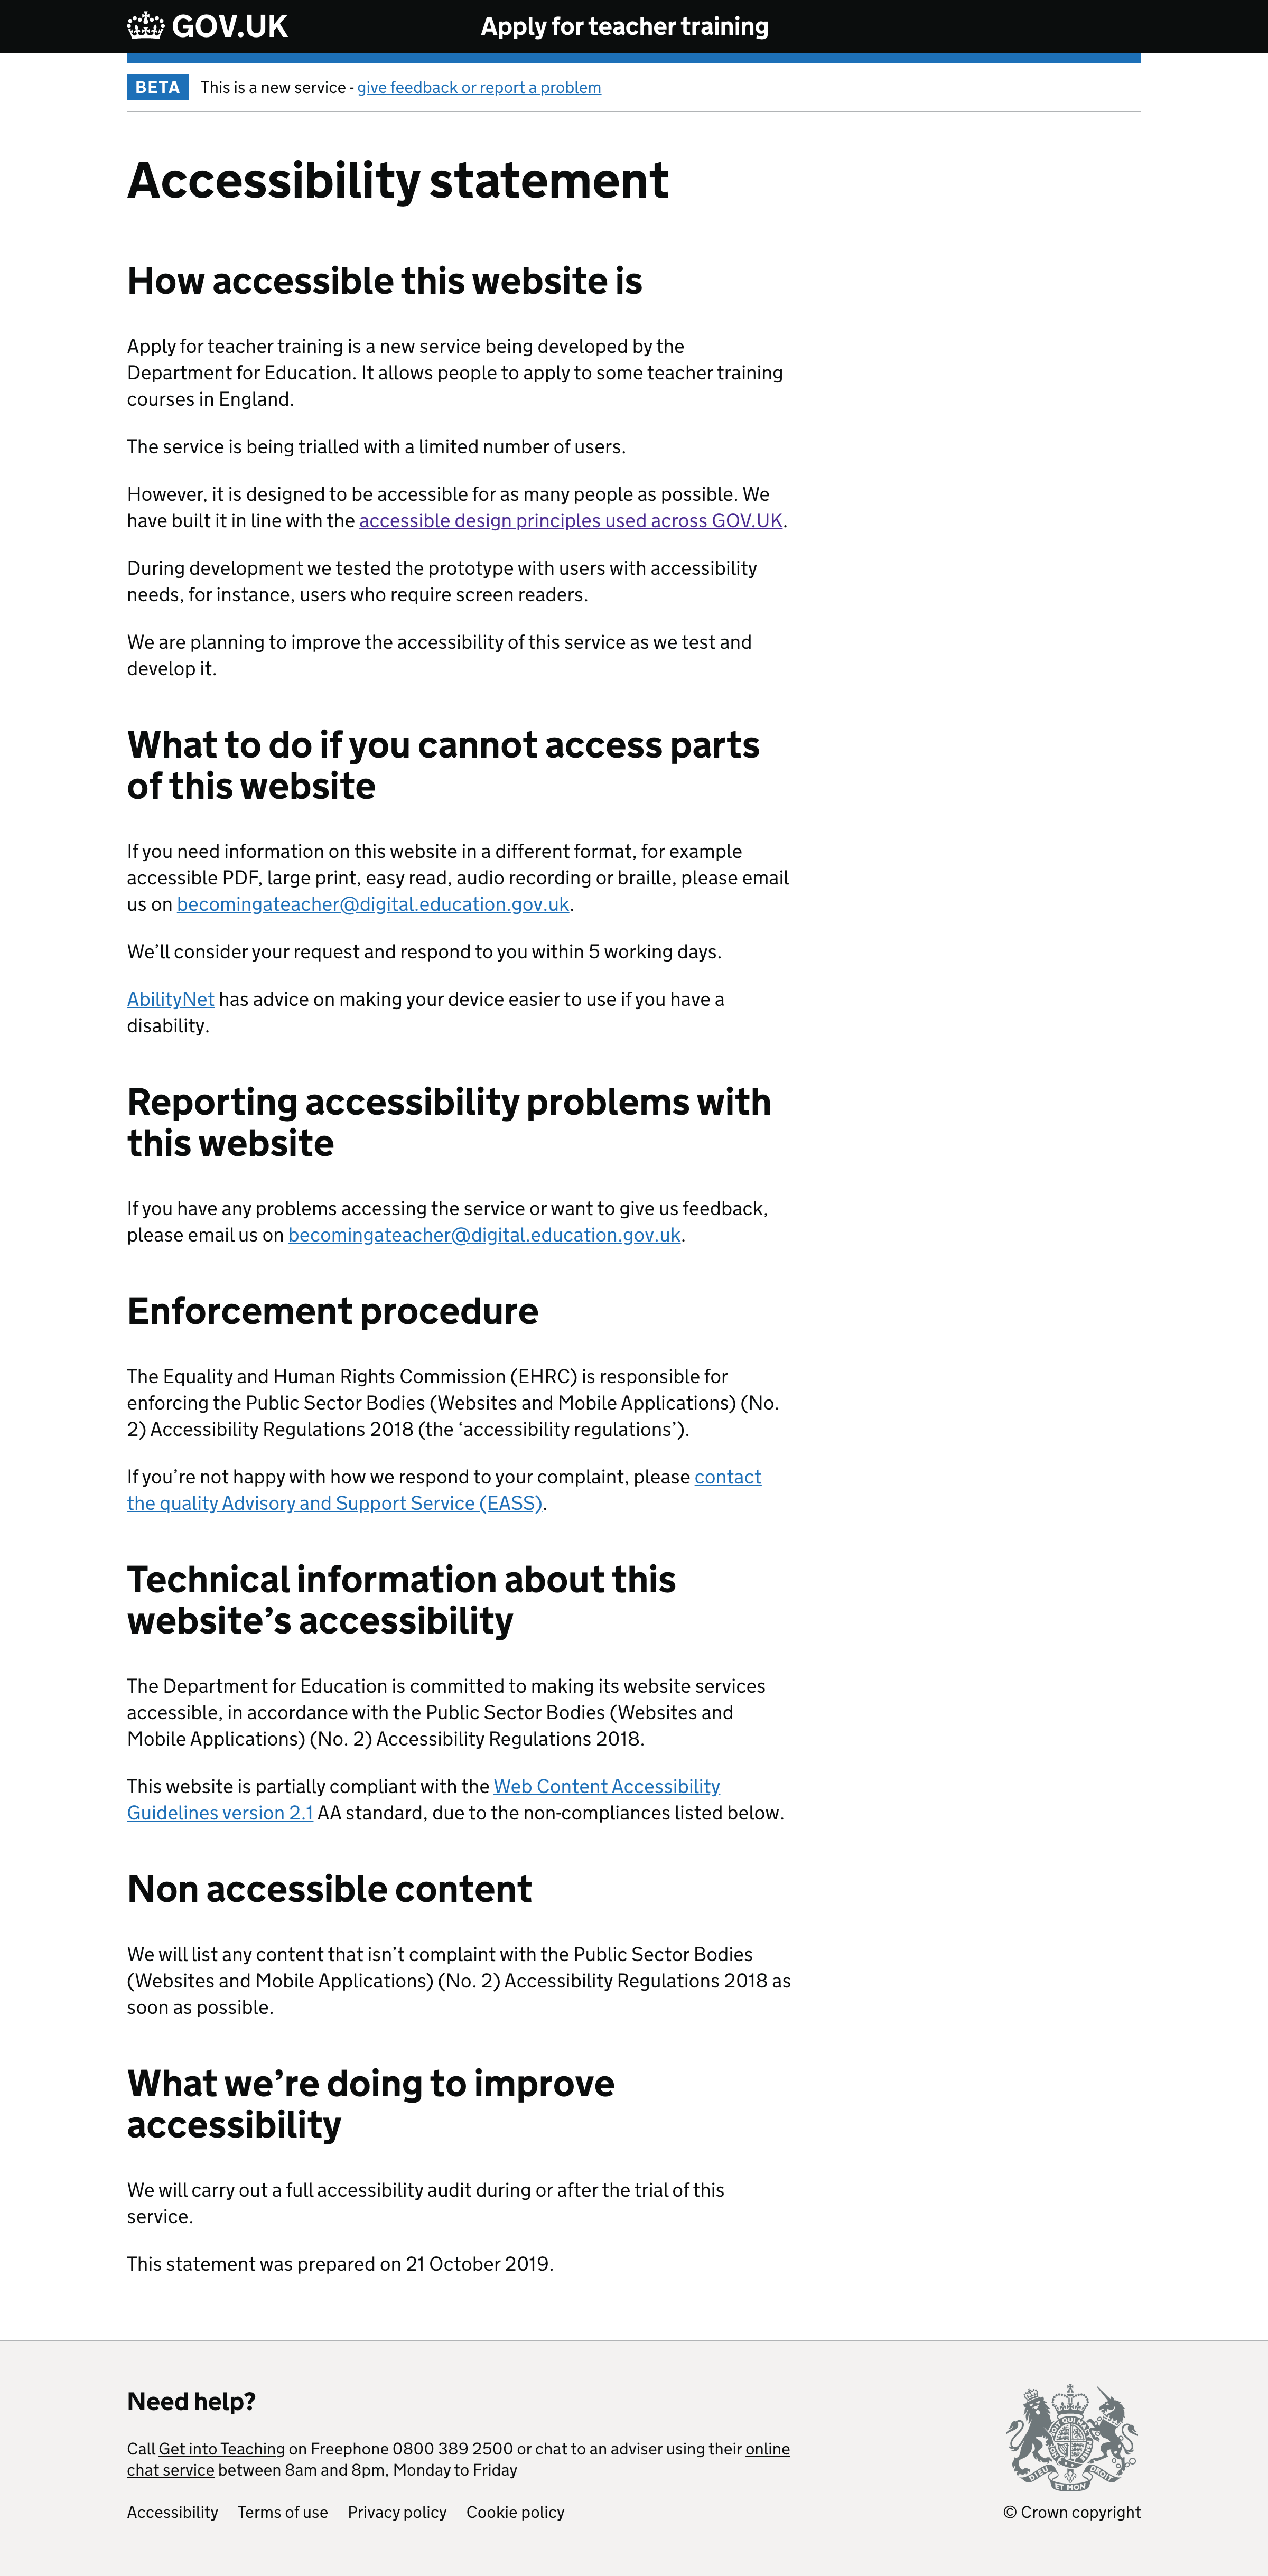 GOV.UK
Apply for teacher training
BETA
This is a new service - give feedback or report a problem
Accessibility statement
How accessible this website is
Apply for teacher training is a new service being developed by the
Department for Education. It allows people to apply to some teacher training
courses in England.
The service is being trialled with a limited number of users.
However, it is designed to be accessible for as many people as possible. We
have built it in line with the accessible design principles used across GOV.UK.
During development we tested the prototype with users with accessibility
needs, for instance, users who require screen readers.
We are planning to improve the accessibility of this service as we test and
develop it.
What to do if you cannot access parts
of this website
If you need information on this website in a different format, for example
accessible PDF, large print, easy read, audio recording or braille, please email
us on becomingateacher@digital.education.gov.uk.
We’ll consider your request and respond to you within 5 working days.
AbilityNet has advice on making your device easier to use if you have a
disability.
Reporting accessibility problems with
this website
If you have any problems accessing the service or want to give us feedback,
please email us on becomingateacher@digital.education.gov.uk.
Enforcement procedure
The Equality and Human Rights Commission (EHRC) is responsible for
enforcing the Public Sector Bodies (Websites and Mobile Applications) (No.
2) Accessibility Regulations 2018 (the ‘accessibility regulations’).
If you’re not happy with how we respond to your complaint, please contact
the quality Advisory and Support Service (EASS).
Technical information about this
website’s accessibility
The Department for Education is committed to making its website services
accessible, in accordance with the Public Sector Bodies (Websites and
Mobile Applications) (No. 2) Accessibility Regulations 2018.
This website is partially compliant with the Web Content Accessibility
Guidelines version 2.1 AA standard, due to the non-compliances listed below.
Non accessible content
We will list any content that isn’t complaint with the Public Sector Bodies
(Websites and Mobile Applications) (No. 2) Accessibility Regulations 2018 as
soon as possible.
What we’re doing to improve
accessibility
We will carry out a full accessibility audit during or after the trial of this
service.
This statement was prepared on 21 October 2019.
Need help?
Call Get into Teaching on Freephone 0800 389 2500 or chat to an adviser using their online
chat service between 8am and 8pm, Monday to Friday
Accessibility Terms of use Privacy policy Cookie policy
DIEU ET MON DROIT
© Crown copyright